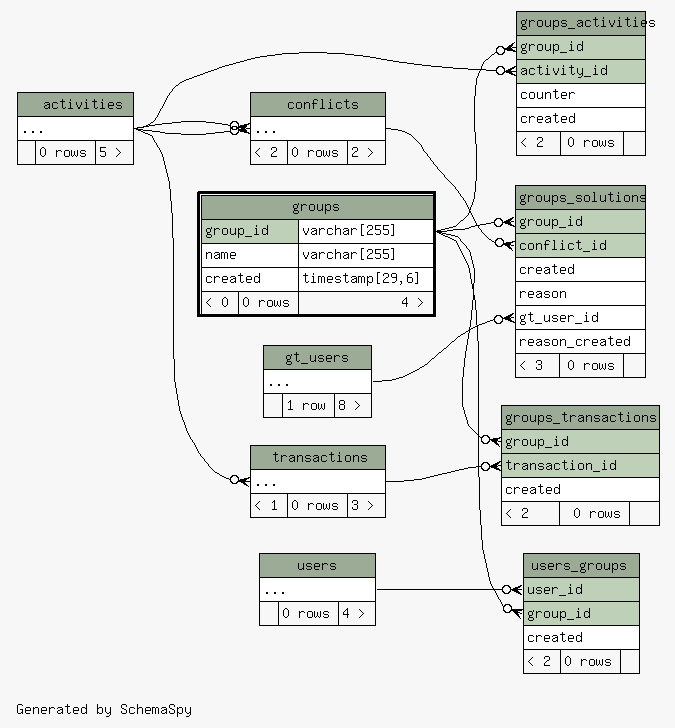 groups_activities
group_id
activity_id
counter
created
< 2 0 rows
activities
...
0 rows 5 >
conflicts
...
< 2 0 rows 2 >
groups
group_id varchar[255]
name varchar[255]
created timestamp[29,6]
< 0 0 rows 4 >
groups_solutions
group_id
conflict_id
created
reason
gt_user_id
reason_created
< 3 0 rows
gt_users
...
1 row 8 >
groups_transactions
group_id
transaction_id
created
< 2 0 rows
transactions
...
< 1 0 rows 3 >
users
...
0 rows 4 >
users_groups
user_id
group_id
created
< 2 0 rows
Generated by SchemaSpy